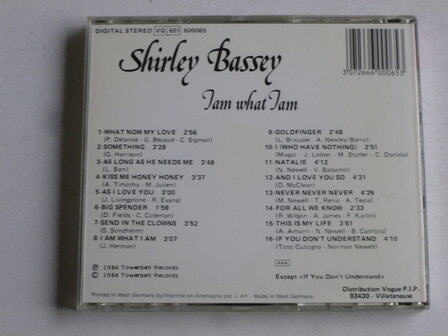 DIGITAL STEREO VG 651 600065
Shirley Bassey
I am what I am
3072666000653
1-WHAT NOW MY LOVE 2'56
(P. Delanoe - G. Becaud - C. Sigman)
2-SOMETHING 3'28
(G. Harrison)
3-AS LONG AS HE NEEDS ME 3'48
(L. Bart)
4-KISS ME HONEY HONEY 2'37
(A. Timothy - M. Julien)
5-AS I LOVE YOU 3'03
(J. Livingstone - R. Evans)
6-BIG SPENDER 1'59
(D. Fields - C. Coleman)
7-SEND IN THE CLOWNS 3'52
(S. Sondheim)
8-I AM WHAT I AM 3'07
(J. Herman)
9-GOLDFINGER 2'48
(L. Bricuse - A. Newley/Barry)
10-I (WHO HAVE NOTHING) 2'51
(Mogol - J. Leiber - M. Stoller - C. Donida)
11-NATALIE 4'12
(N. Newell - V. Balsamo)
12-AND I LOVE YOU SO 4'31
(D. McClean)
13-NEVER NEVER NEVER 4'26
(M. Newell - T. Renis, A. Testa)
14-FOR ALL WE KNOW 2'33
(R. Wilson - A. James - F. Karlin)
15-THIS IS MY LIFE 3'51
(A. Amurri - N. Newell - B. Canfora)
16-IF YOU DON'T UNDERSTAND 4'10
(Toto Cutugno - Norman Newell)
℗ 1984 Towerbell Records
© 1984 Towerbell Records
Except «If You Don't Understand»
Printed in West Germany/Imprimé en Allemagne par J. Alt - Made in West Germany
Distribution Vogue P.I.P.
93430 - Villetaneuse